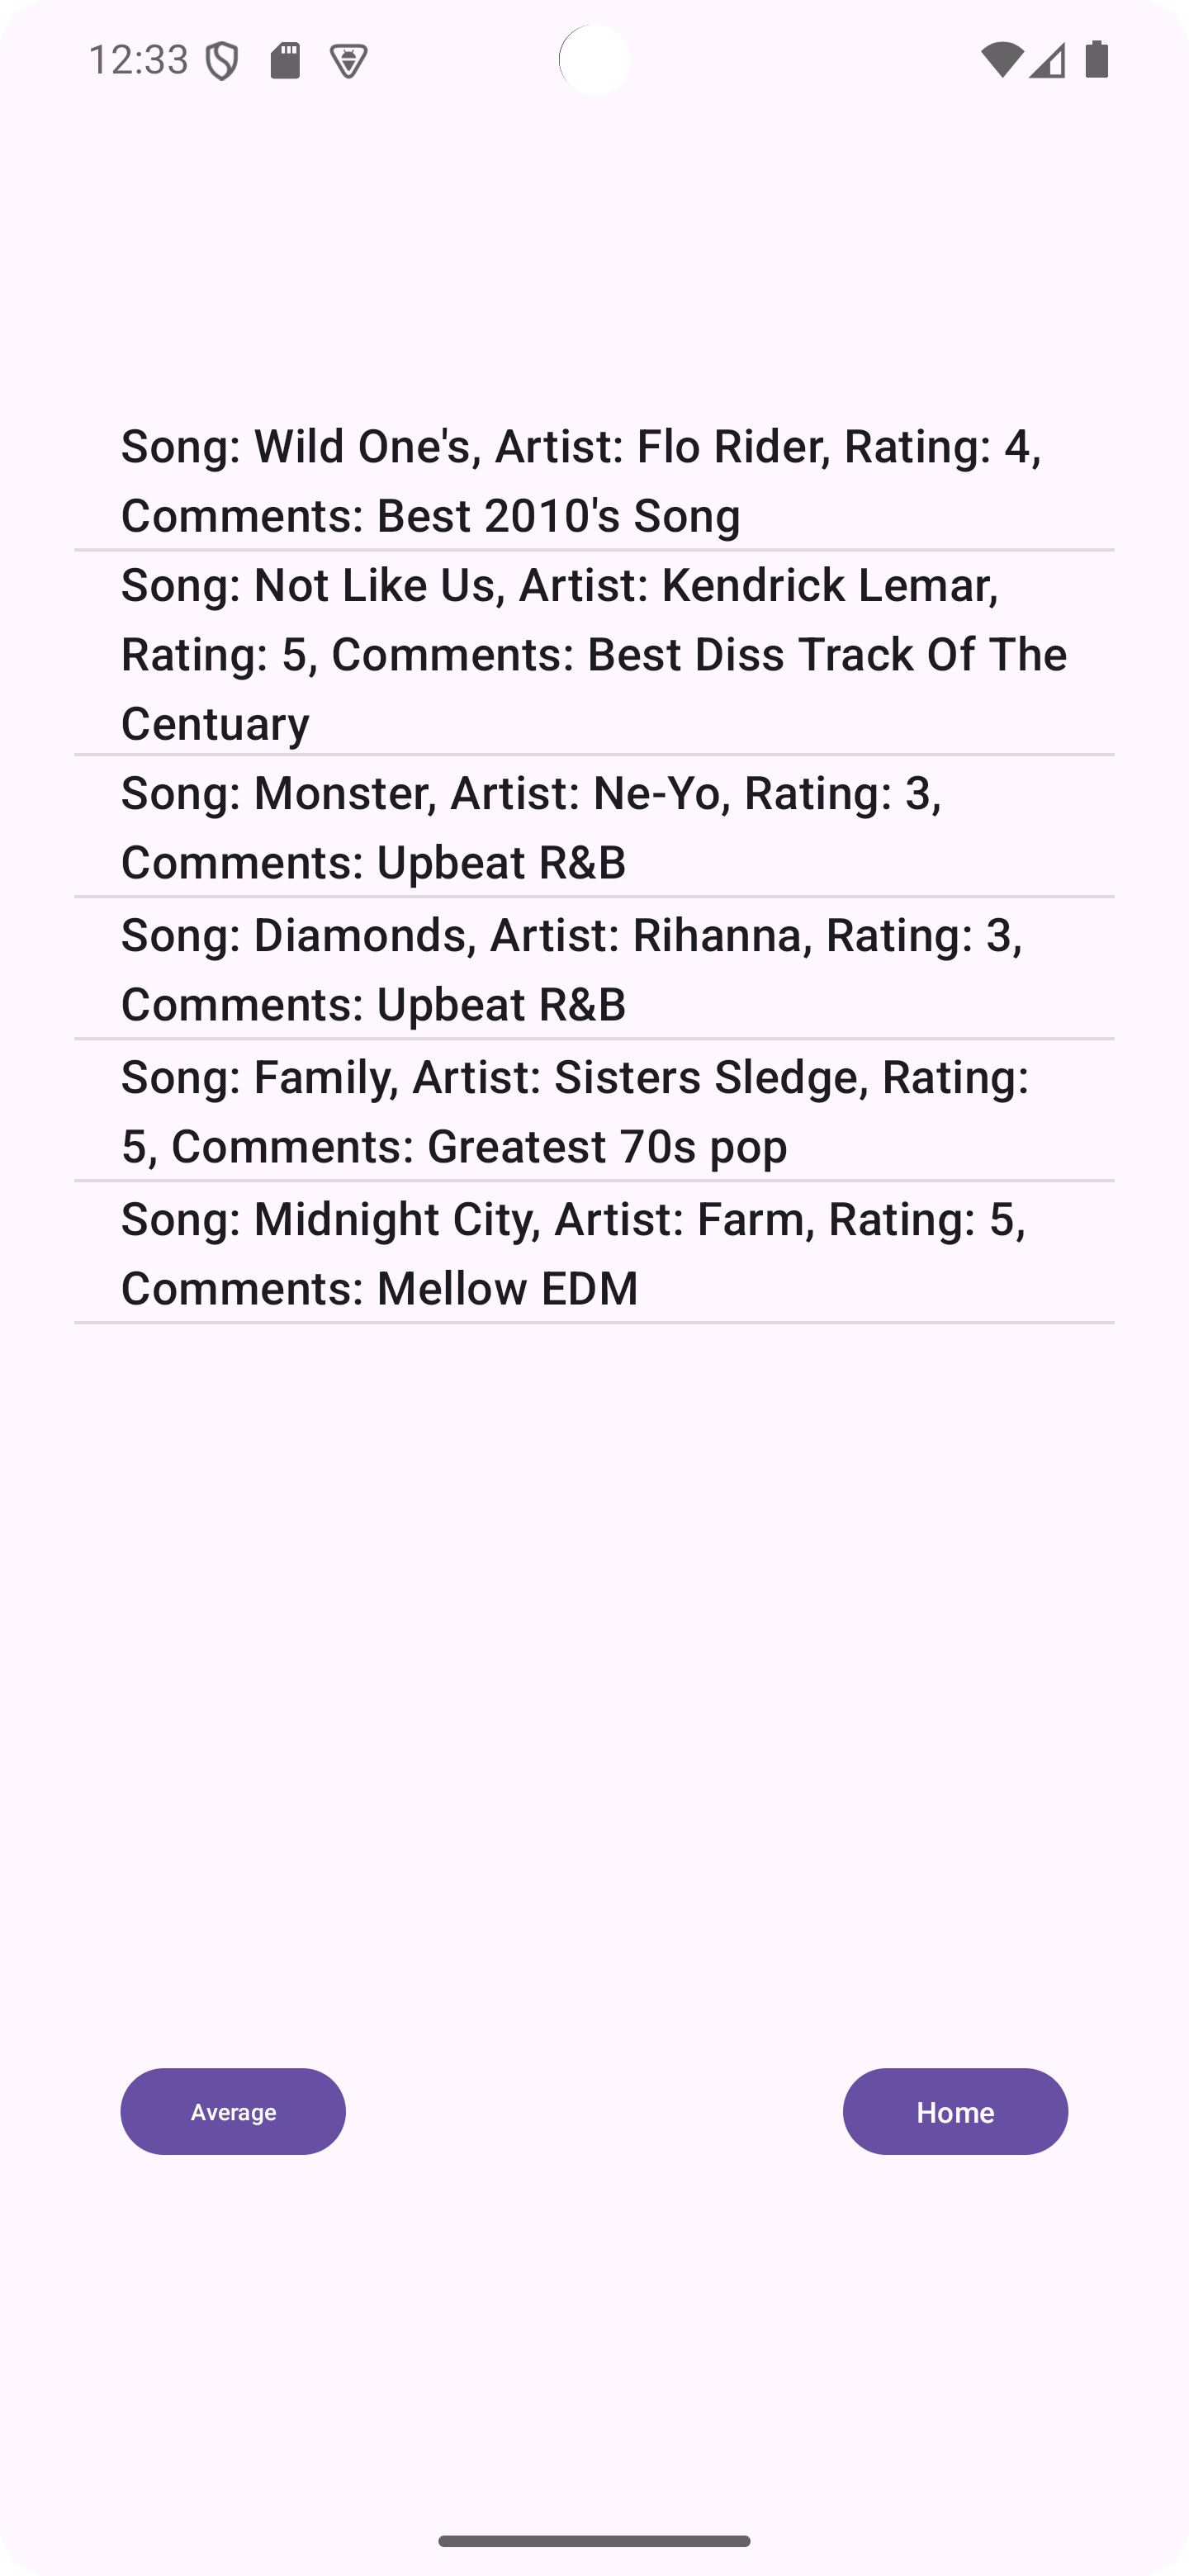 12:33
Song: Wild One's, Artist: Flo Rider, Rating: 4,
Comments: Best 2010's Song
Song: Not Like Us, Artist: Kendrick Lemar,
Rating: 5, Comments: Best Diss Track Of The
Centuary
Song: Monster, Artist: Ne-Yo, Rating: 3,
Comments: Upbeat R&B
Song: Diamonds, Artist: Rihanna, Rating: 3,
Comments: Upbeat R&B
Song: Family, Artist: Sisters Sledge, Rating:
5, Comments: Greatest 70s pop
Song: Midnight City, Artist: Farm, Rating: 5,
Comments: Mellow EDM
Average
Home